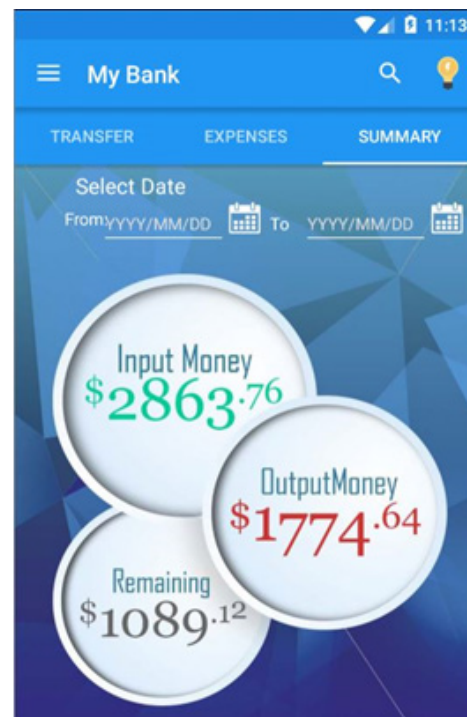 11:13
My Bank
TRANSFER EXPENSES SUMMARY
Select Date
From: YYYY/MM/DD To YYYY/MM/DD
Input Money
$2863.76
OutputMoney
$1774.64
Remaining
$1089.12